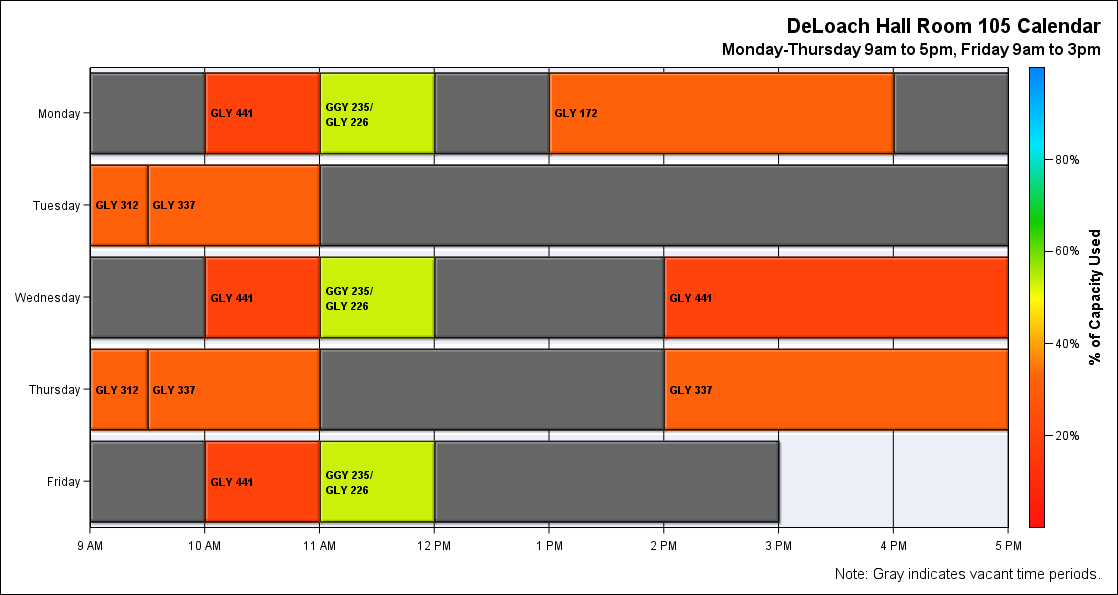 DeLoach Hall Room 105 Calendar
Monday-Thursday 9am to 5pm, Friday 9am to 3pm
Monday
GLY 441
GGY 235/
GLY 226
GLY 172
Tuesday
GLY 312
GLY 337
Wednesday
GLY 441
GGY 235/
GLY 226
GLY 441
Thursday
GLY 312
GLY 337
GLY 337
Friday
GLY 441
GGY 235/
GLY 226
9 AM
10 AM
11 AM
12 PM
1 PM
2 PM
3 PM
4 PM
5 PM
80%
60%
40%
20%
% of Capacity Used
Note: Gray indicates vacant time periods.